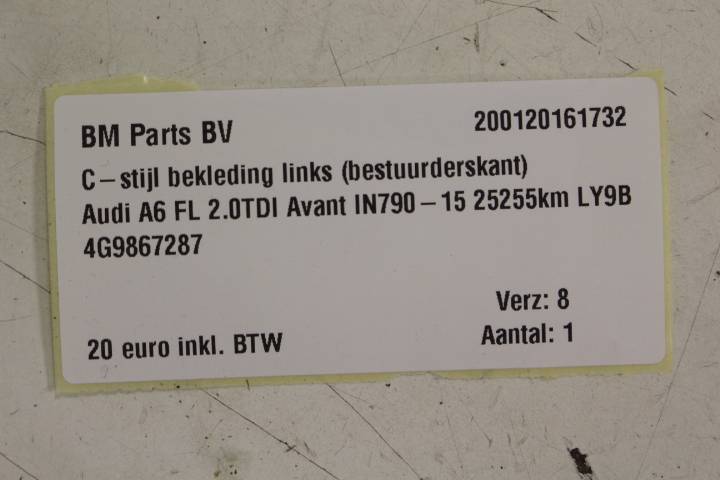 BM Parts BV 200120161732
C-stijl bekleding links (bestuurderskant)
Audi A6 FL 2.0TDI Avant IN790-15 25255km LY9B
4G9867287
Verz: 8
20 euro inkl. BTW Aantal: 1